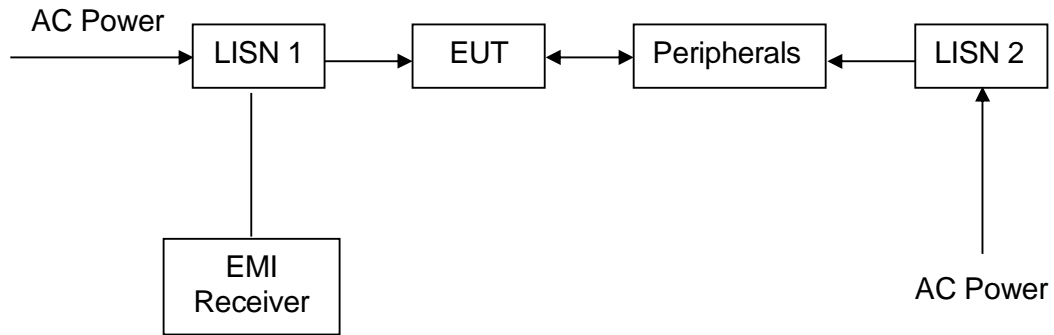 AC Power
LISN 1
EUT
Peripherals
LISN 2
EMI
Receiver
AC Power